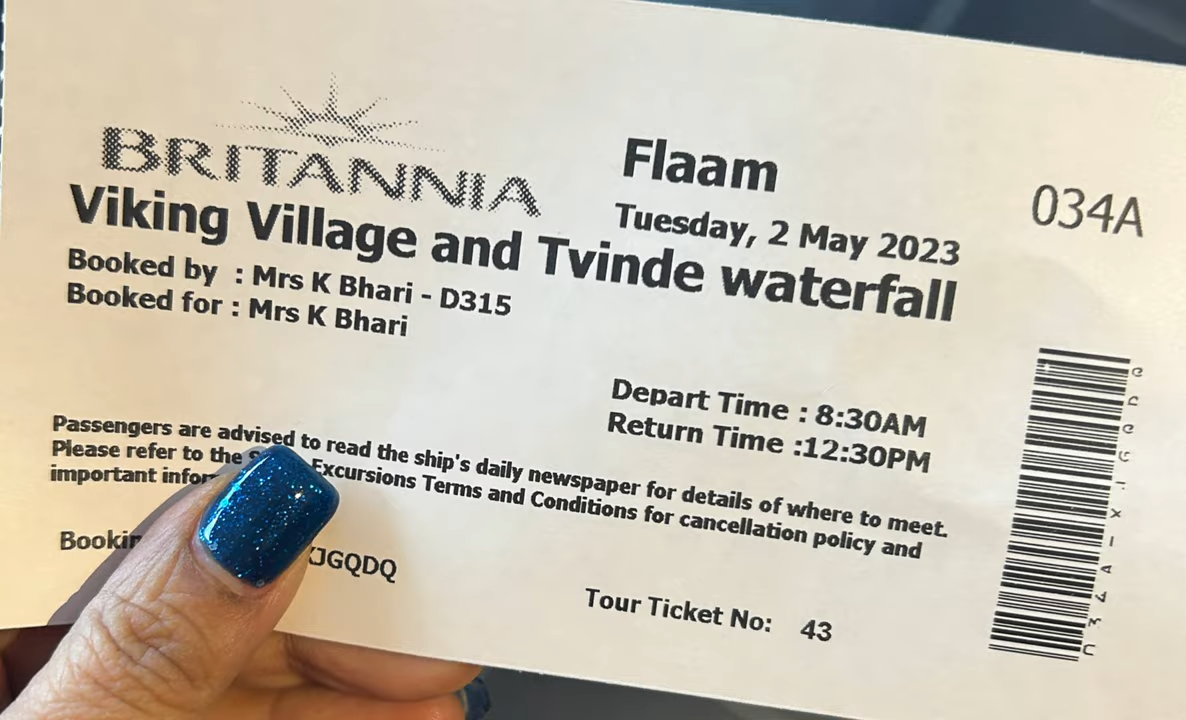 BRITANNIA
Flaam
034A
Tuesday, 2 May 2023
Viking Village and Tvinde waterfall
Booked by : Mrs K Bhari - D315
Booked for : Mrs K Bhari
Depart Time : 8:30AM
Return Time :12:30PM
Passengers are advised to read the ship's daily newspaper for details of where to meet.
Please refer to the Excursions Terms and Conditions for cancellation policy and
important
JGQDQ
Tour Ticket No: 43